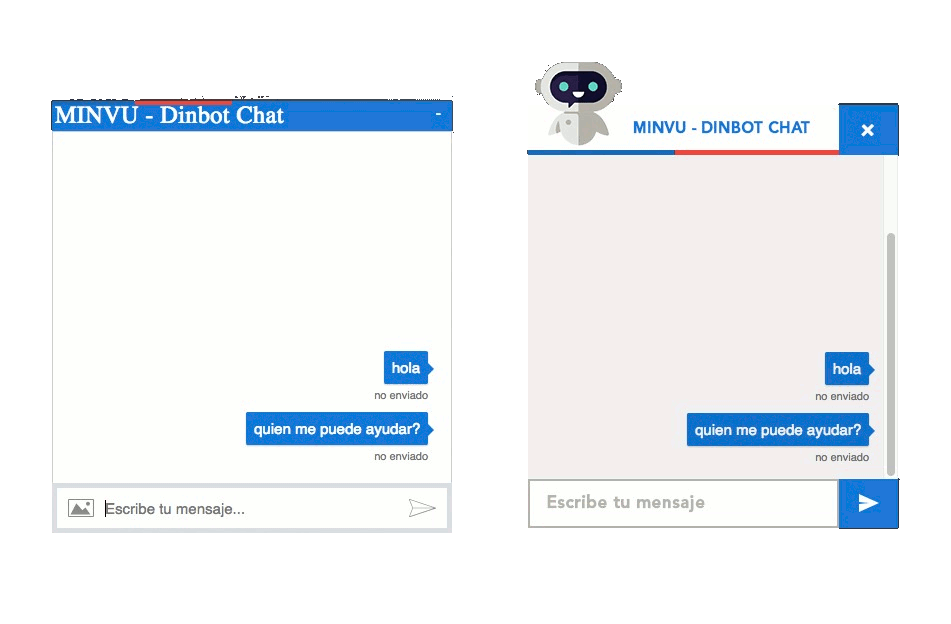 MINVU - Dinbot Chat
-
hola
no enviado
quien me puede ayudar?
no enviado
Escribe tu mensaje...
MINVU - DINBOT CHAT
hola
no enviado
quien me puede ayudar?
no enviado
Escribe tu mensaje